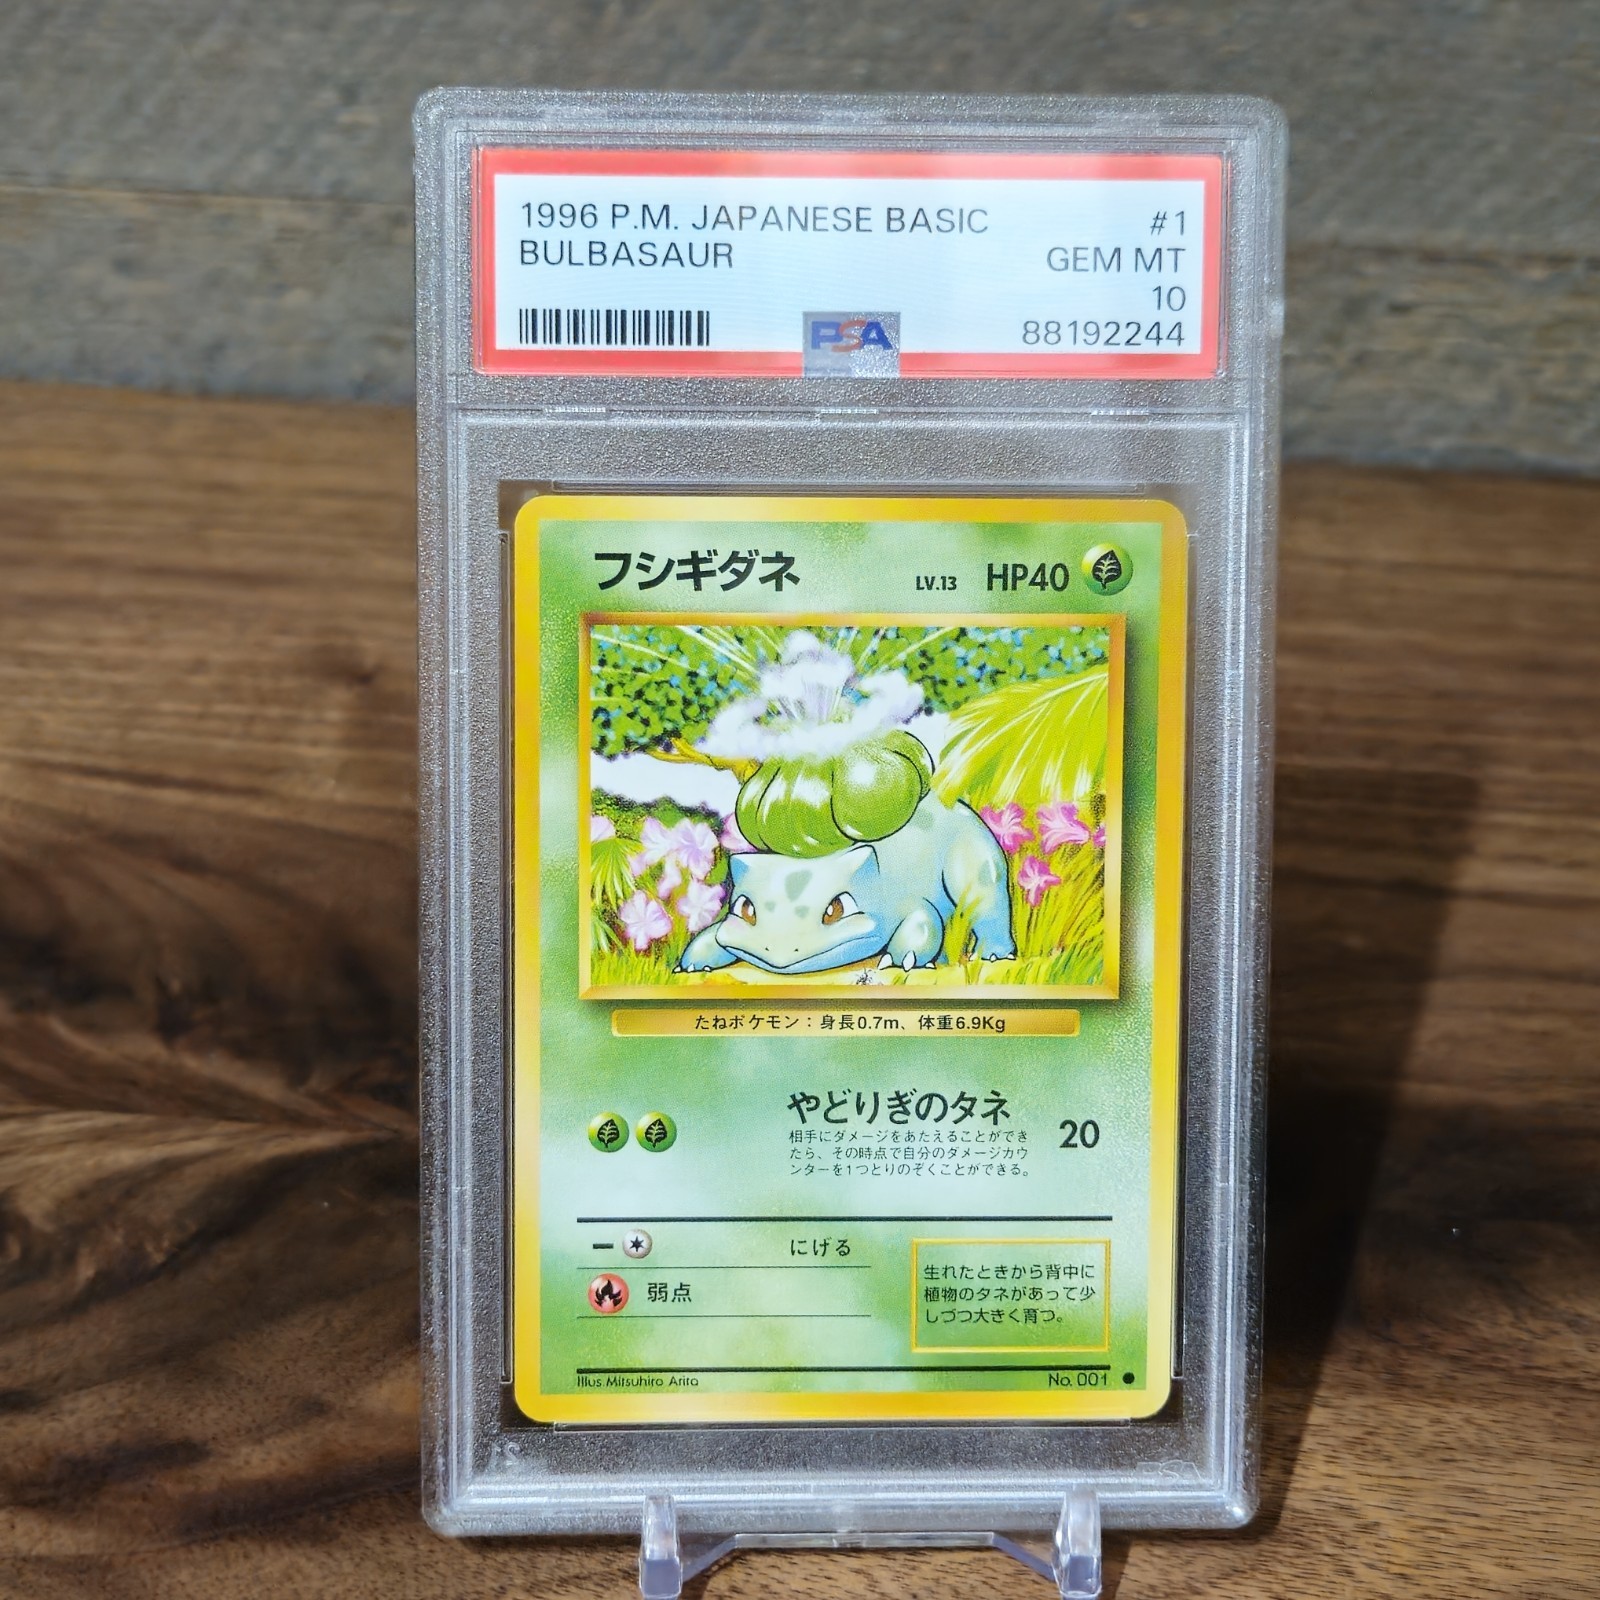 1996 P.M. JAPANESE BASIC #1
BULBASAUR GEM MT
10
PSA 88192244
フシギダネ LV.13 HP40
たねポケモン：身長0.7m、体重6.9Kg
やどりぎのタネ 20
相手にダメージをあたえることができ
たら、その時点で自分のダメージカウ
ンターを1つとりのぞくことができる。
ー にげる
弱点
生れたときから背中に
植物のタネがあって少
しづつ大きく育つ。
Illus Mitsuhiro Arita No. 001 ●
PSA